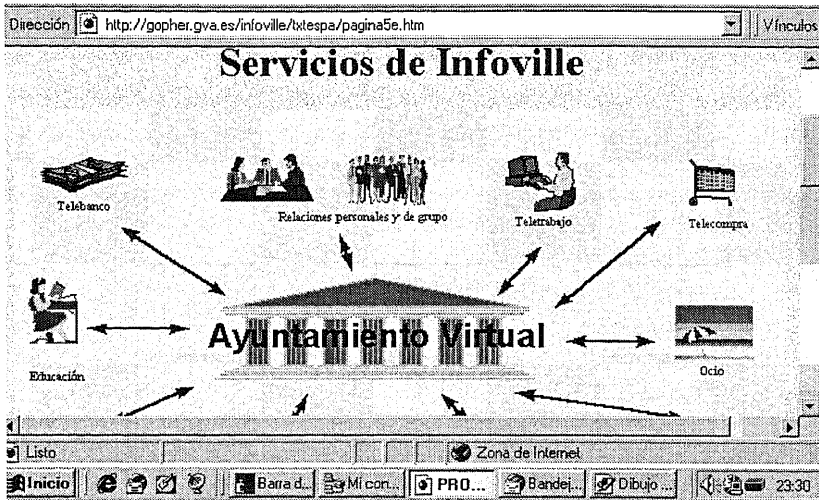 Dirección http://gopher.gva.es/infoville/txtespa/pagina5e.htm Vínculos
Servicios de Infoville
Telebanco
Relaciones personales y de grupo
Teletrabajo
Telecompra
Ayuntamiento Virtual
Educación
Ocio
Listo Zona de Internet
Inicio Barra d... Mi con... PRO... Bandej... Dibujo ... 23:30